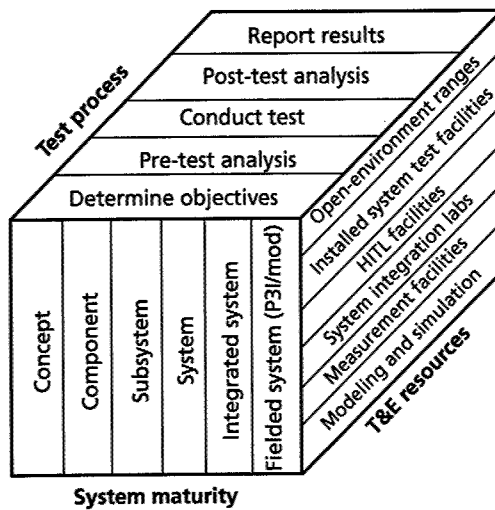 Test process
Report results
Post-test analysis
Conduct test
Pre-test analysis
Determine objectives
Open-environment ranges
Installed system test facilities
HITL facilities
System integration labs
Measurement facilities
Modeling and simulation
T&E resources
Concept
Component
Subsystem
System
Integrated system
Fielded system (P3I/mod)
System maturity